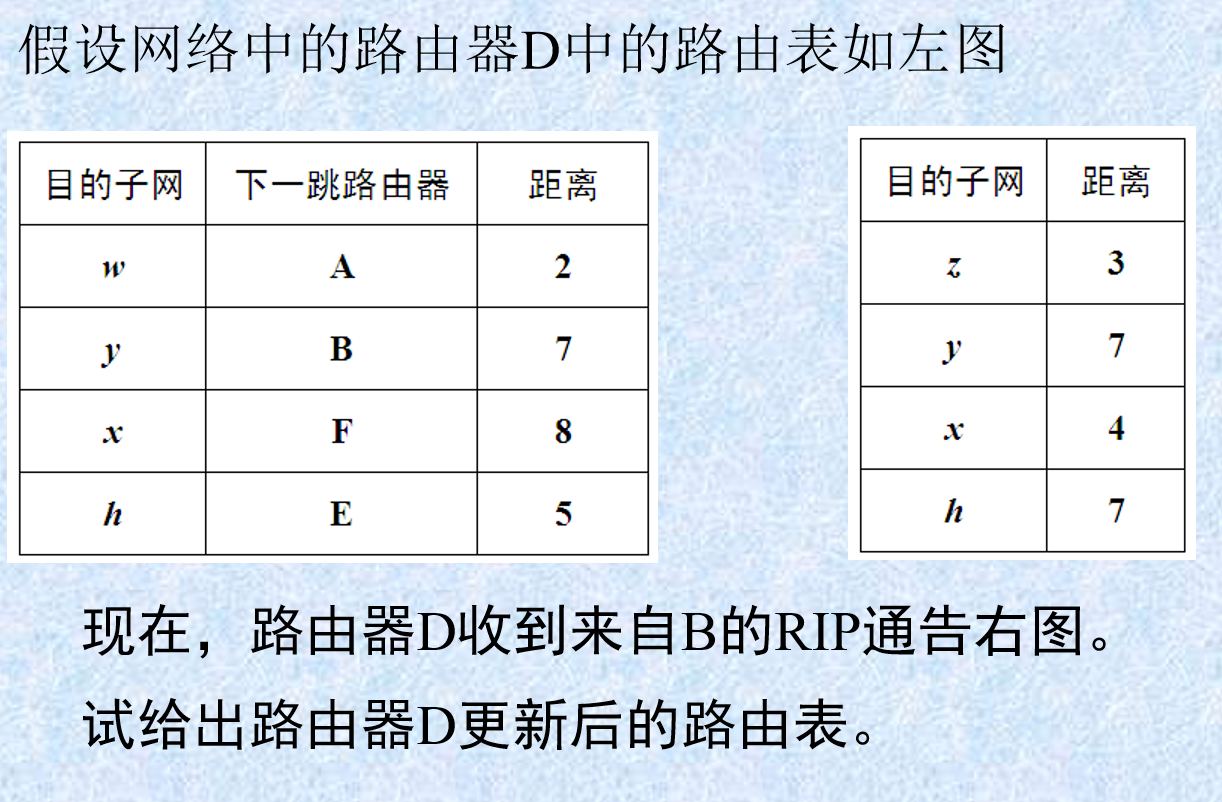 假设网络中的路由器D中的路由表如左图
目的子网 下一跳路由器 距离
w A 2
y B 7
x F 8
h E 5
目的子网 距离
z 3
y 7
x 4
h 7
现在，路由器D收到来自B的RIP通告右图。
试给出路由器D更新后的路由表。